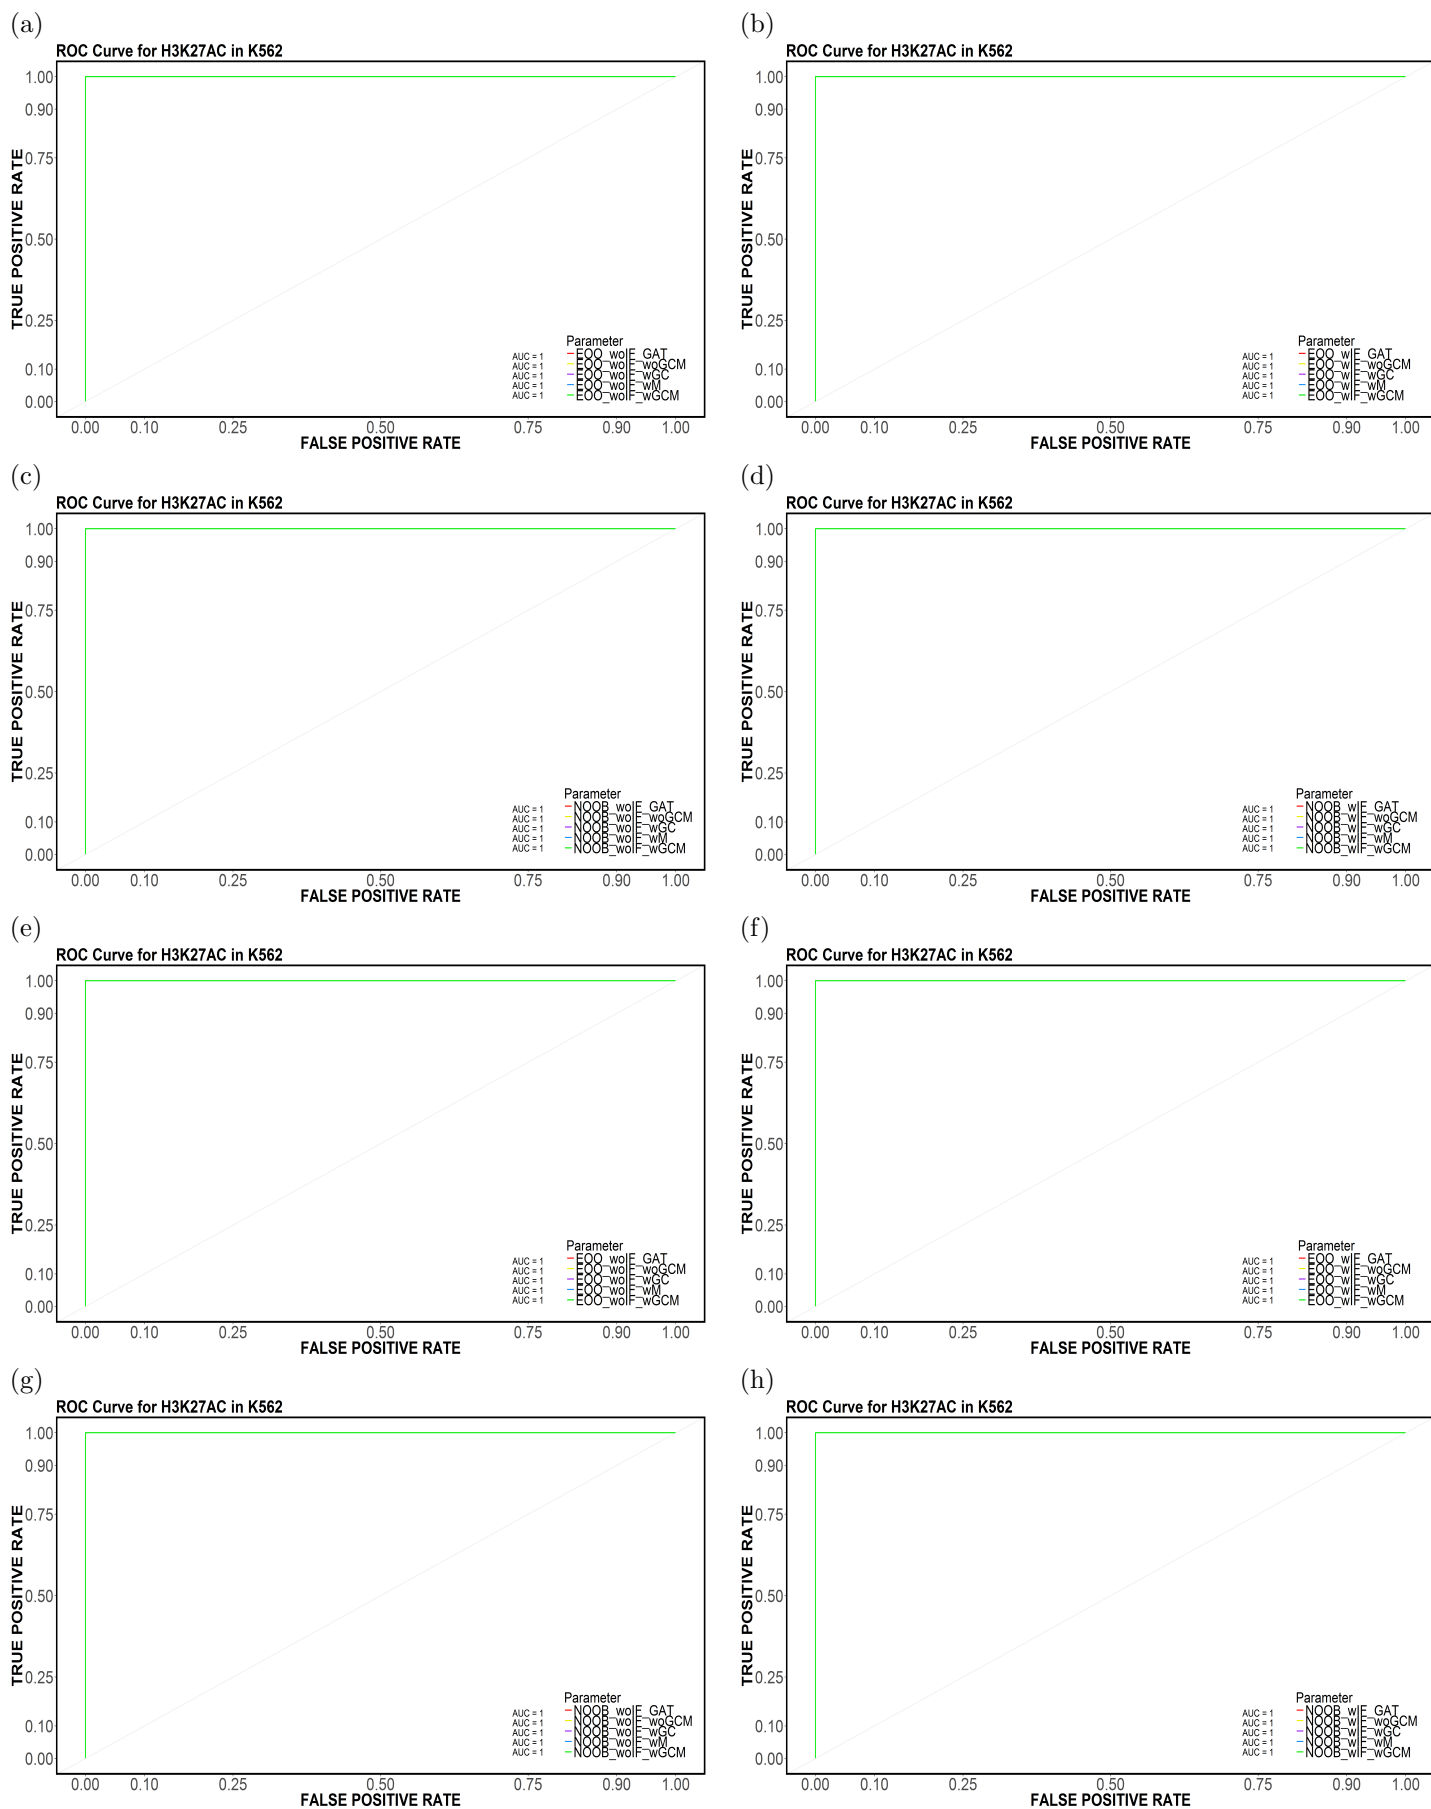 (a)
ROC Curve for H3K27AC in K562
TRUE POSITIVE RATE
1.00
0.90
0.75
0.50
0.25
0.10
0.00
Parameter
AUC = 1 EOO_woIF_GAT
AUC = 1 EOO_woIF_woGCM
AUC = 1 EOO_woIF_wGC
AUC = 1 EOO_woIF_wM
AUC = 1 EOO_woIF_wGCM
0.00 0.10 0.25 0.50 0.75 0.90 1.00
FALSE POSITIVE RATE
(b)
ROC Curve for H3K27AC in K562
TRUE POSITIVE RATE
1.00
0.90
0.75
0.50
0.25
0.10
0.00
Parameter
AUC = 1 EOO_wIF_GAT
AUC = 1 EOO_wIF_woGCM
AUC = 1 EOO_wIF_wGC
AUC = 1 EOO_wIF_wM
AUC = 1 EOO_wIF_wGCM
0.00 0.10 0.25 0.50 0.75 0.90 1.00
FALSE POSITIVE RATE
(c)
ROC Curve for H3K27AC in K562
TRUE POSITIVE RATE
1.00
0.90
0.75
0.50
0.25
0.10
0.00
Parameter
AUC = 1 NOOB_woIF_GAT
AUC = 1 NOOB_woIF_woGCM
AUC = 1 NOOB_woIF_wGC
AUC = 1 NOOB_woIF_wM
AUC = 1 NOOB_woIF_wGCM
0.00 0.10 0.25 0.50 0.75 0.90 1.00
FALSE POSITIVE RATE
(d)
ROC Curve for H3K27AC in K562
TRUE POSITIVE RATE
1.00
0.90
0.75
0.50
0.25
0.10
0.00
Parameter
AUC = 1 NOOB_wIF_GAT
AUC = 1 NOOB_wIF_woGCM
AUC = 1 NOOB_wIF_wGC
AUC = 1 NOOB_wIF_wM
AUC = 1 NOOB_wIF_wGCM
0.00 0.10 0.25 0.50 0.75 0.90 1.00
FALSE POSITIVE RATE
(e)
ROC Curve for H3K27AC in K562
TRUE POSITIVE RATE
1.00
0.90
0.75
0.50
0.25
0.10
0.00
Parameter
AUC = 1 EOO_woIF_GAT
AUC = 1 EOO_woIF_woGCM
AUC = 1 EOO_woIF_wGC
AUC = 1 EOO_woIF_wM
AUC = 1 EOO_woIF_wGCM
0.00 0.10 0.25 0.50 0.75 0.90 1.00
FALSE POSITIVE RATE
(f)
ROC Curve for H3K27AC in K562
TRUE POSITIVE RATE
1.00
0.90
0.75
0.50
0.25
0.10
0.00
Parameter
AUC = 1 EOO_wIF_GAT
AUC = 1 EOO_wIF_woGCM
AUC = 1 EOO_wIF_wGC
AUC = 1 EOO_wIF_wM
AUC = 1 EOO_wIF_wGCM
0.00 0.10 0.25 0.50 0.75 0.90 1.00
FALSE POSITIVE RATE
(g)
ROC Curve for H3K27AC in K562
TRUE POSITIVE RATE
1.00
0.90
0.75
0.50
0.25
0.10
0.00
Parameter
AUC = 1 NOOB_woIF_GAT
AUC = 1 NOOB_woIF_woGCM
AUC = 1 NOOB_woIF_wGC
AUC = 1 NOOB_woIF_wM
AUC = 1 NOOB_woIF_wGCM
0.00 0.10 0.25 0.50 0.75 0.90 1.00
FALSE POSITIVE RATE
(h)
ROC Curve for H3K27AC in K562
TRUE POSITIVE RATE
1.00
0.90
0.75
0.50
0.25
0.10
0.00
Parameter
AUC = 1 NOOB_wIF_GAT
AUC = 1 NOOB_wIF_woGCM
AUC = 1 NOOB_wIF_wGC
AUC = 1 NOOB_wIF_wM
AUC = 1 NOOB_wIF_wGCM
0.00 0.10 0.25 0.50 0.75 0.90 1.00
FALSE POSITIVE RATE